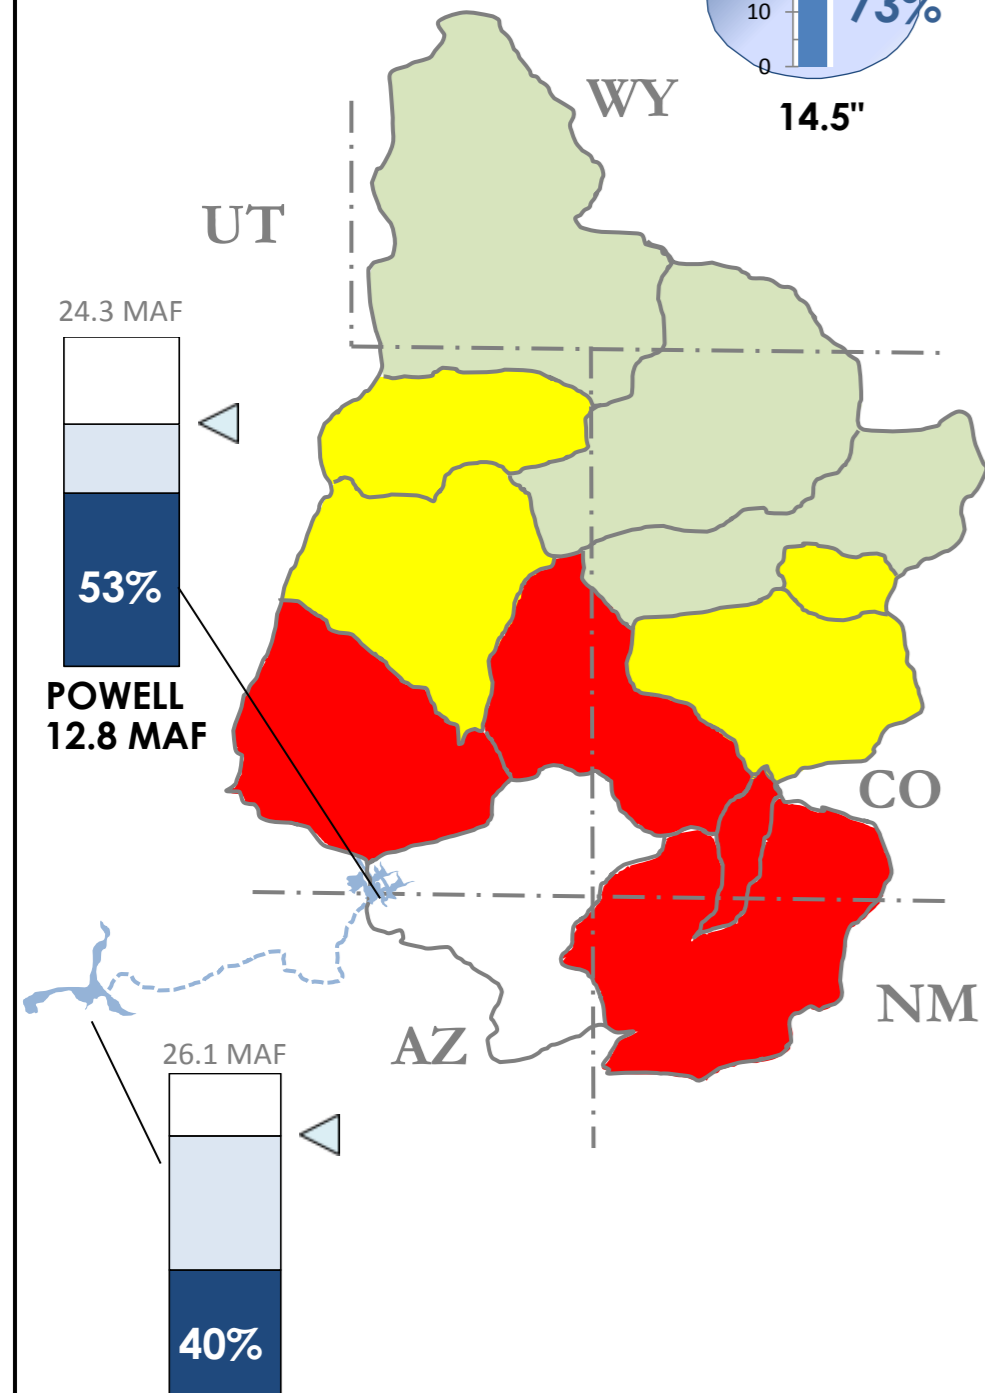 10
73%
0
14.5"
WY
UT
24.3 MAF
53%
POWELL
12.8 MAF
CO
NM
AZ
26.1 MAF
40%